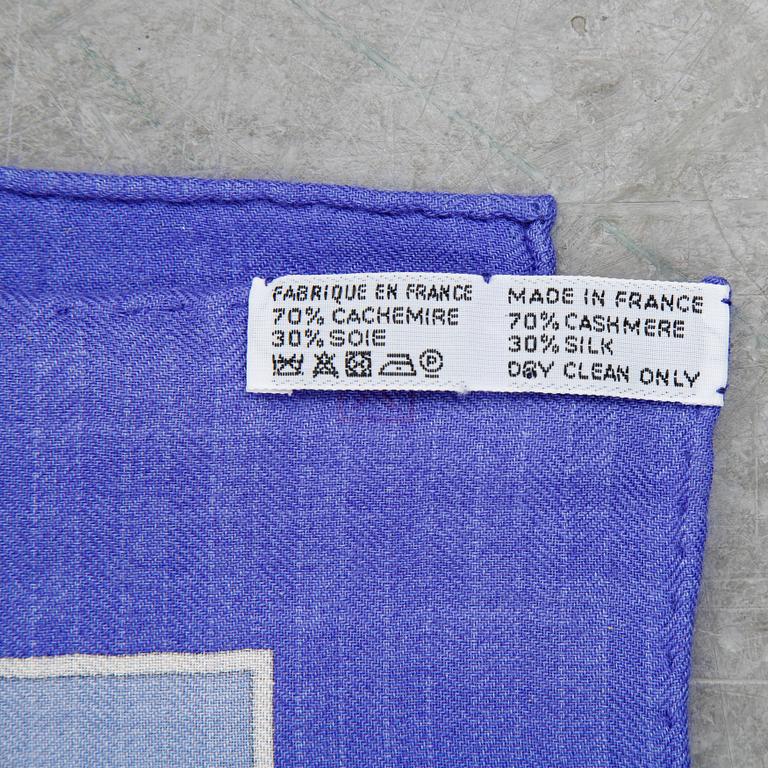 FABRIQUE EN FRANCE
70% CACHEMIRE
30% SOIE
MADE IN FRANCE
70% CASHMERE
30% SILK
DRY CLEAN ONLY